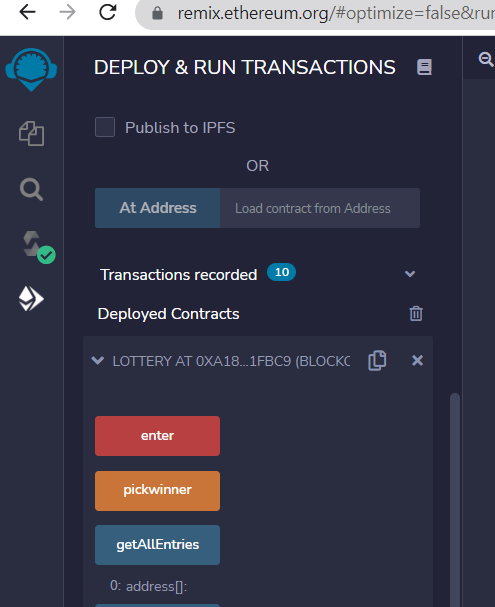 remix.ethereum.org/#optimize=false&ru
DEPLOY & RUN TRANSACTIONS
Publish to IPFS
OR
At Address Load contract from Address
Transactions recorded 10
Deployed Contracts
LOTTERY AT 0XA18...1FBC9 (BLOCKC
enter
pickwinner
getAllEntries
0: address[]: